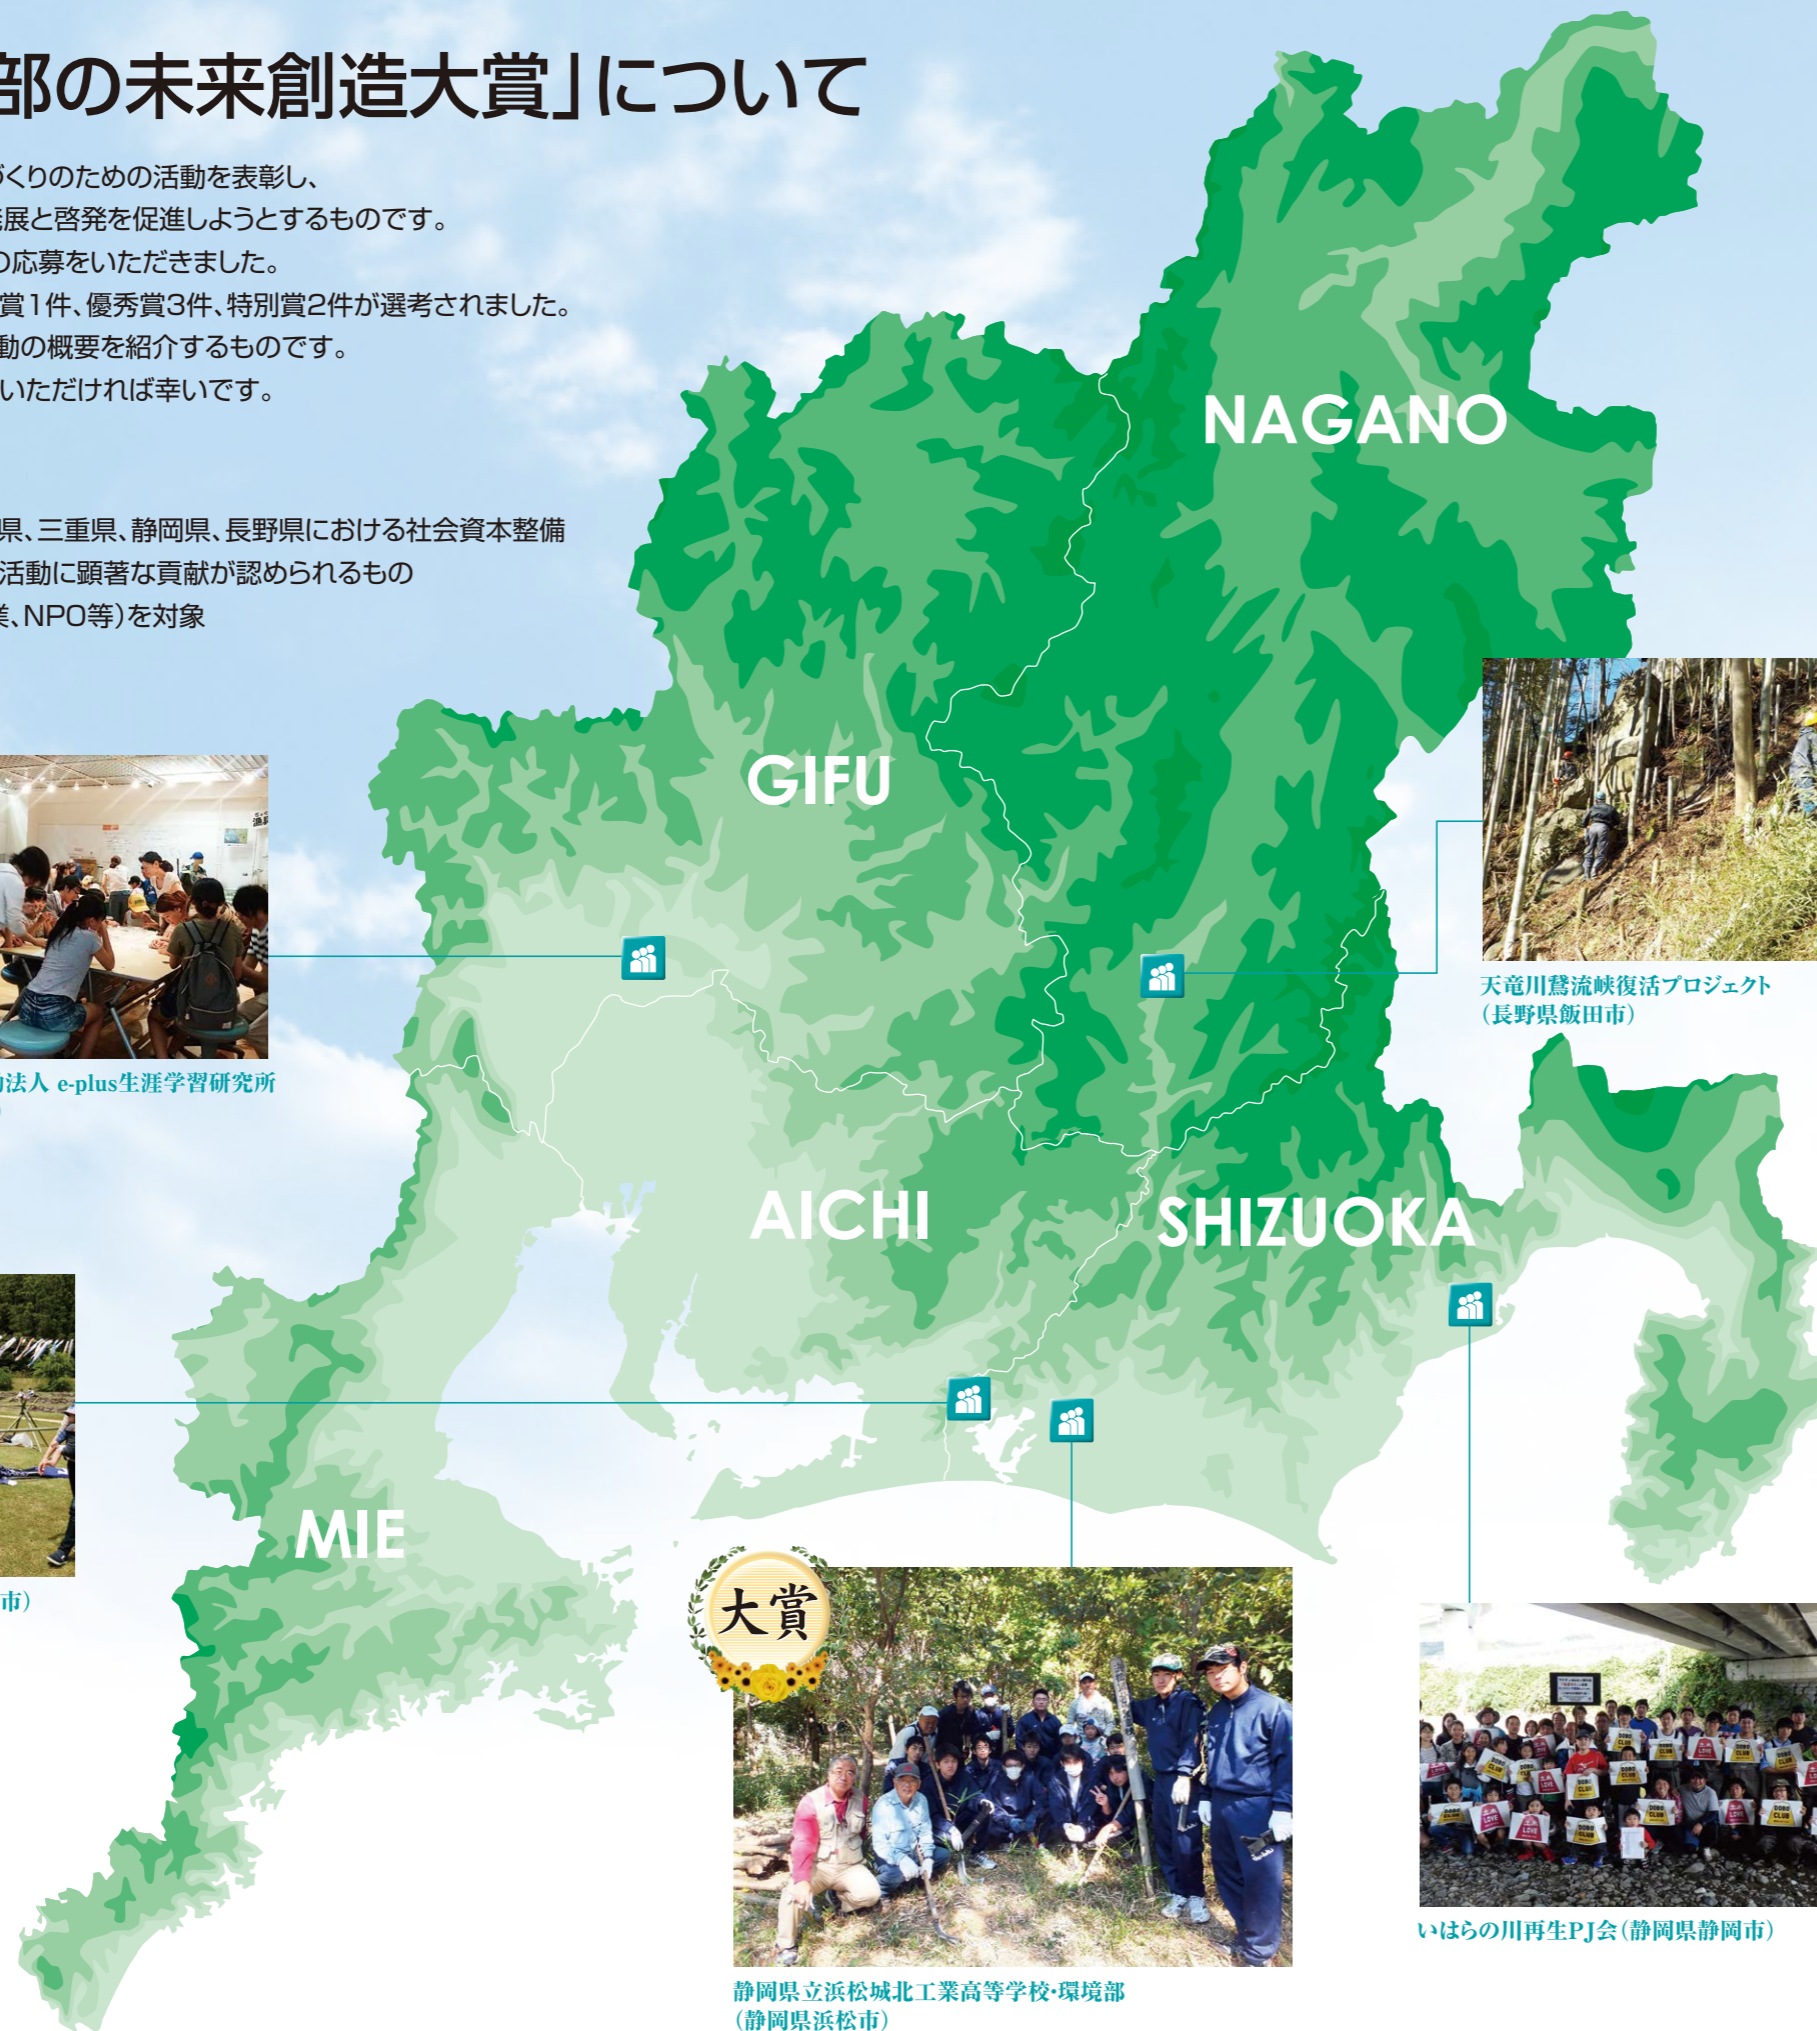 部の未来創造大賞」について
づくりのための活動を表彰し、
発展と啓発を促進しようとするものです。
の応募をいただきました。
賞1件、優秀賞3件、特別賞2件が選考されました。
動の概要を紹介するものです。
いただければ幸いです。
県、三重県、静岡県、長野県における社会資本整備
活動に顕著な貢献が認められるもの
業、NPO等）を対象
NAGANO
GIFU
天竜川鵞流峡復活プロジェクト
（長野県飯田市）
動法人 e-plus生涯学習研究所
）
AICHI
SHIZUOKA
MIE
市）
大賞
静岡県立浜松城北工業高等学校・環境部
（静岡県浜松市）
DOBO
CLUB
土木
LOVE
いはらの川再生PJ会（静岡県静岡市）